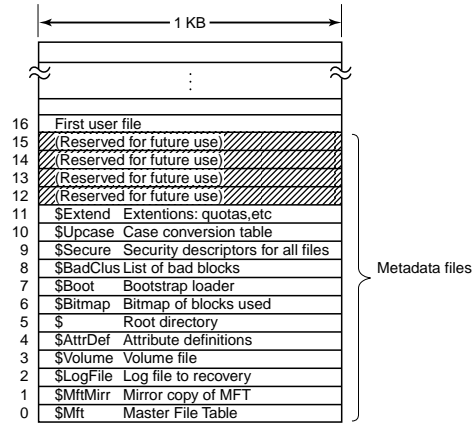 1 KB
16 First user file
15 (Reserved for future use)
14 (Reserved for future use)
13 (Reserved for future use)
12 (Reserved for future use)
11 $Extend Extentions: quotas,etc
10 $Upcase Case conversion table
9 $Secure Security descriptors for all files
8 $BadClus List of bad blocks
7 $Boot Bootstrap loader
6 $Bitmap Bitmap of blocks used
5 $ Root directory
4 $AttrDef Attribute definitions
3 $Volume Volume file
2 $LogFile Log file to recovery
1 $MftMirr Mirror copy of MFT
0 $Mft Master File Table
Metadata files